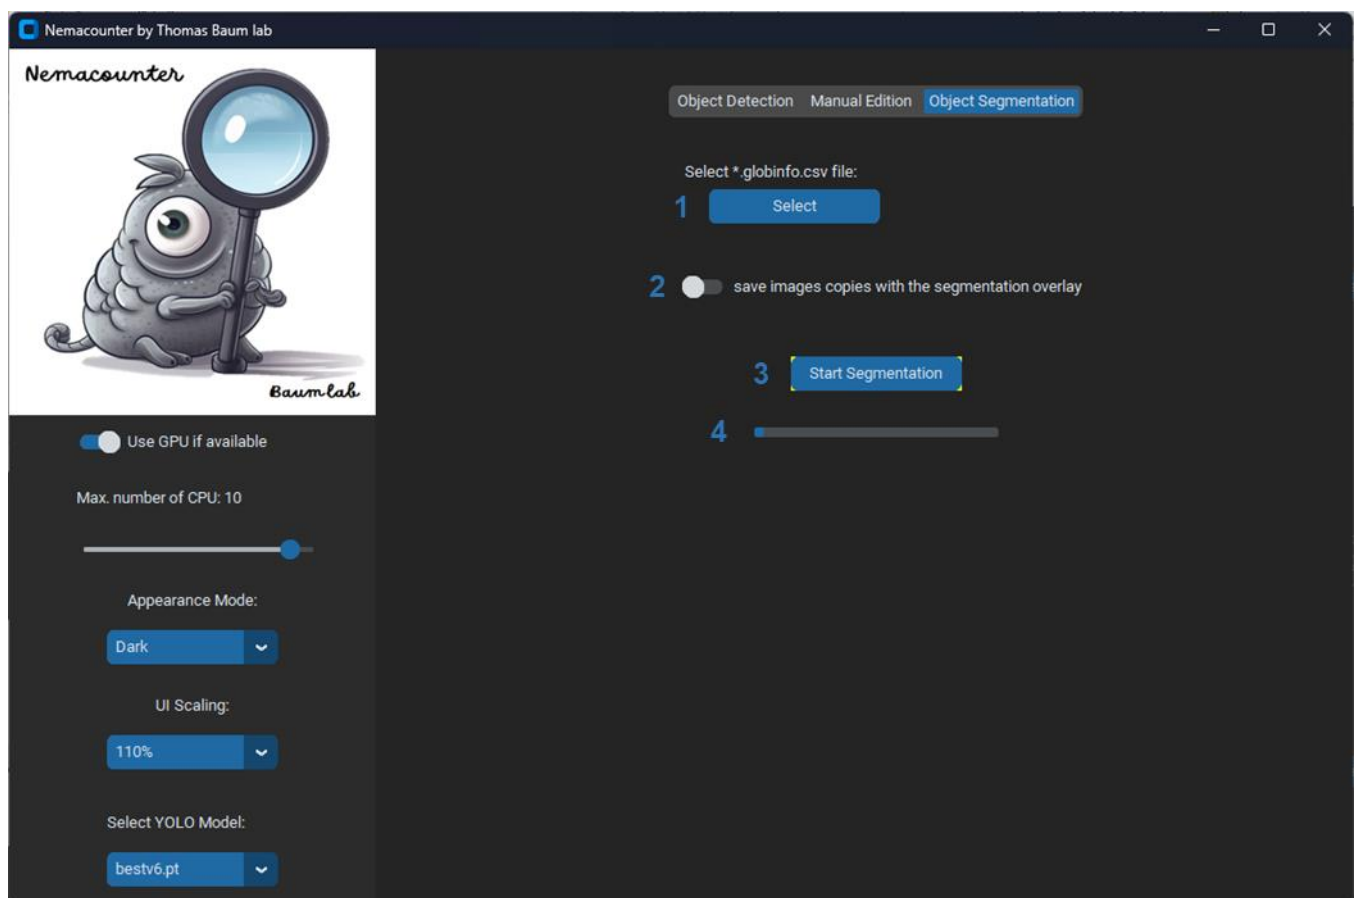 Nemacounter by Thomas Baum lab
Nemacounter
Baumlab
Use GPU if available
Max. number of CPU: 10
Appearance Mode:
Dark
UI Scaling:
110%
Select YOLO Model:
bestv6.pt
Object Detection Manual Edition Object Segmentation
Select *.globinfo.csv file:
1 Select
2 save images copies with the segmentation overlay
3 Start Segmentation
4